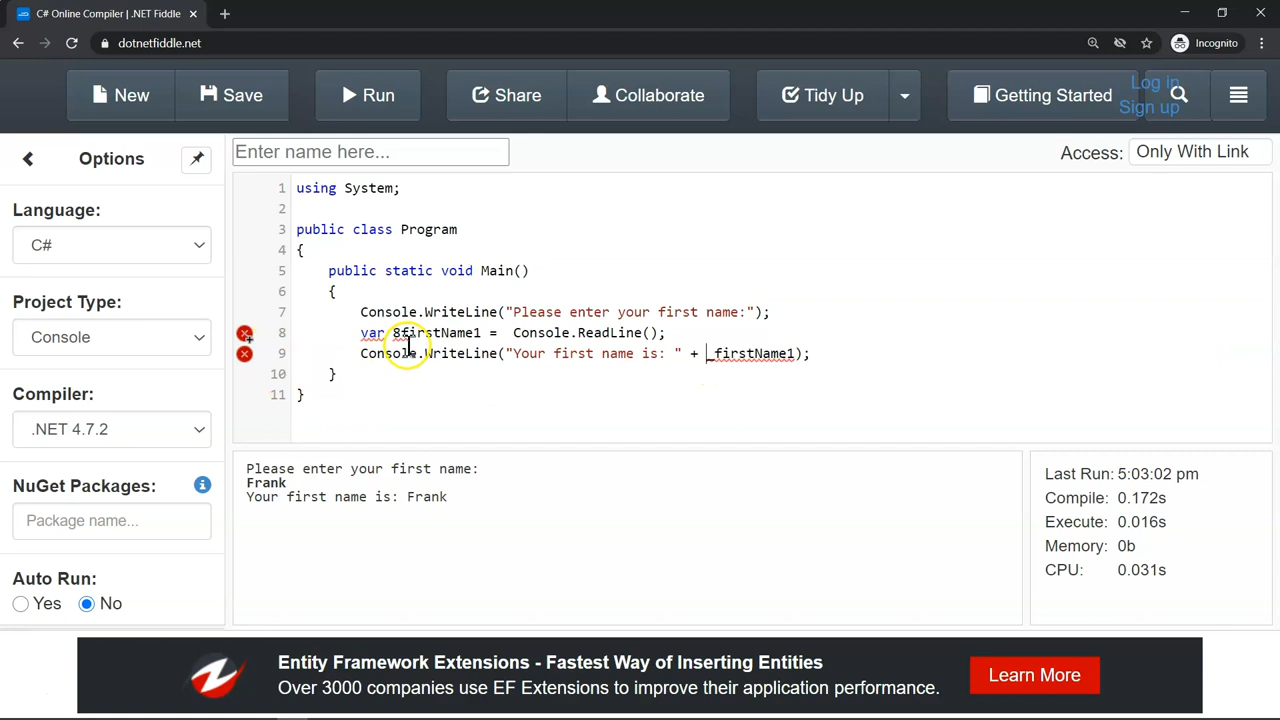 C# Online Compiler | .NET Fiddle
dotnetfiddle.net
Incognito
New
Save
Run
Share
Collaborate
Tidy Up
Getting Started
Log in
Sign up
Options
Enter name here...
Access:
Only With Link
Language:
C#
Project Type:
Console
Compiler:
.NET 4.7.2
NuGet Packages:
Package name...
Auto Run:
Yes
No
1 using System;
2
3 public class Program
4 {
5 public static void Main()
6 {
7 Console.WriteLine("Please enter your first name:");
8 var 8firstName1 = Console.ReadLine();
9 Console.WriteLine("Your first name is: " + _firstName1);
10 }
11 }
Please enter your first name:
Frank
Your first name is: Frank
Last Run: 5:03:02 pm
Compile: 0.172s
Execute: 0.016s
Memory: 0b
CPU: 0.031s
Entity Framework Extensions - Fastest Way of Inserting Entities
Over 3000 companies use EF Extensions to improve their application performance.
Learn More